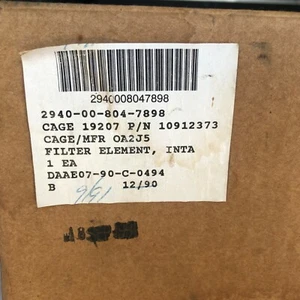 2940008047898
2940-00-804-7898
CAGE 19207 P/N 10912373
CAGE/MFR OA2J5
FILTER ELEMENT, INTA
1 EA
DAAE07-90-C-0494
B 12/90